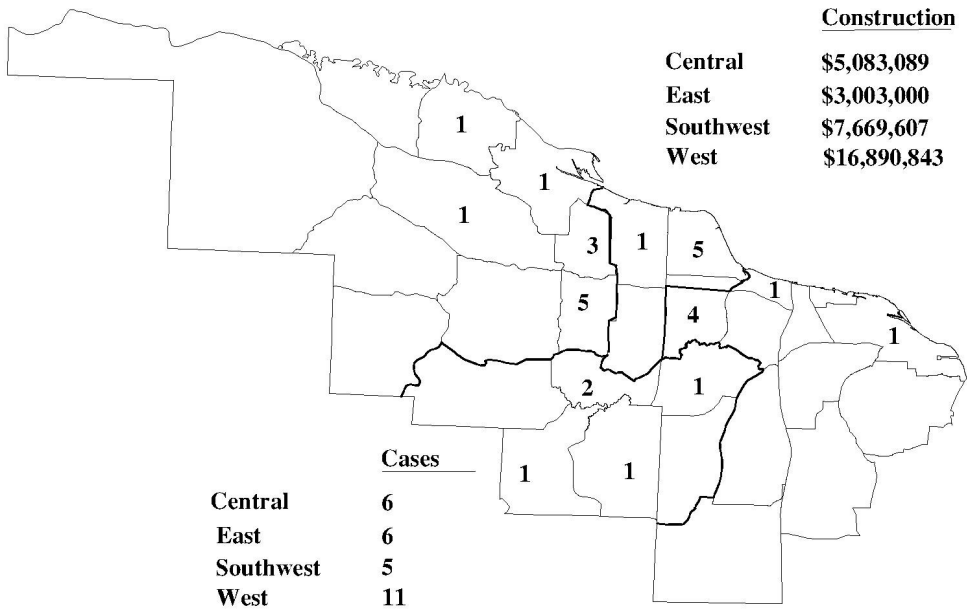 Construction
Central $5,083,089
East $3,003,000
Southwest $7,669,607
West $16,890,843
1
1
1
3
1
5
5
1
4
1
2
1
1
1
Cases
Central 6
East 6
Southwest 5
West 11